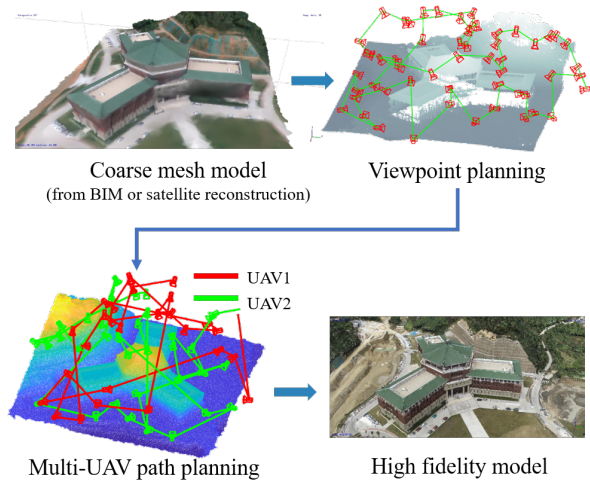 Coarse mesh model
(from BIM or satellite reconstruction)
Viewpoint planning
UAV1
UAV2
Multi-UAV path planning
High fidelity model